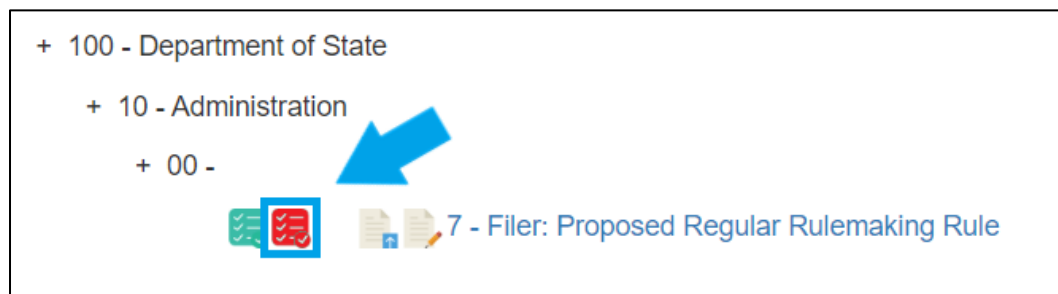 + 100 - Department of State
+ 10 - Administration
+ 00 -
7 - Filer: Proposed Regular Rulemaking Rule